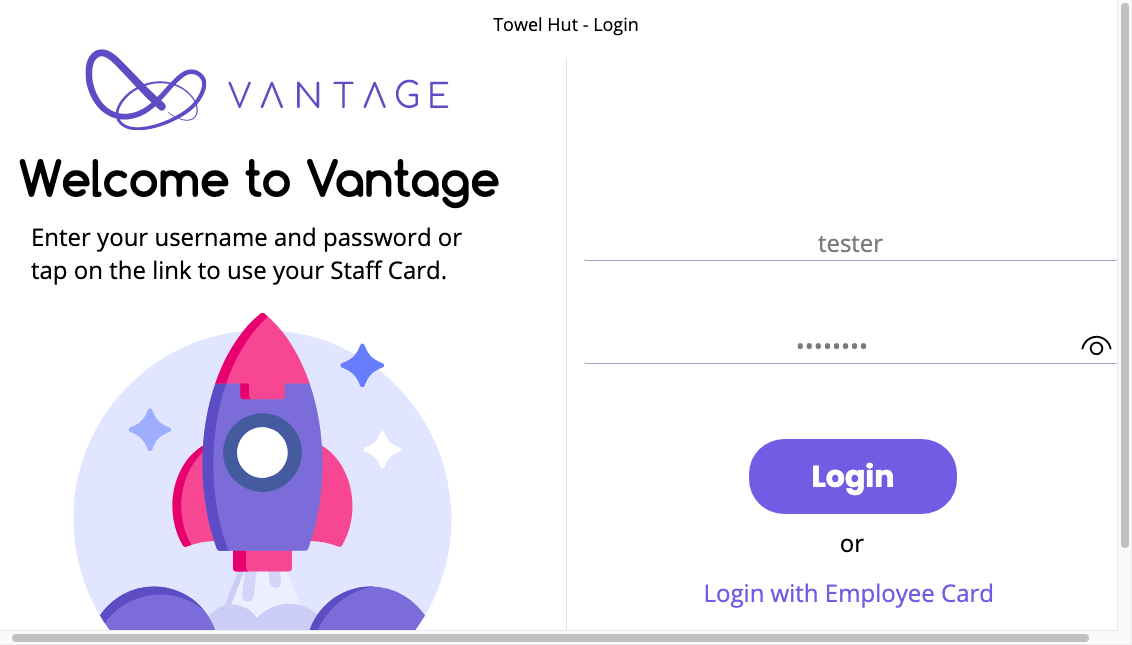 Towel Hut - Login
VANTAGE
Welcome to Vantage
Enter your username and password or
tap on the link to use your Staff Card.
tester
••••••••
Login
or
Login with Employee Card